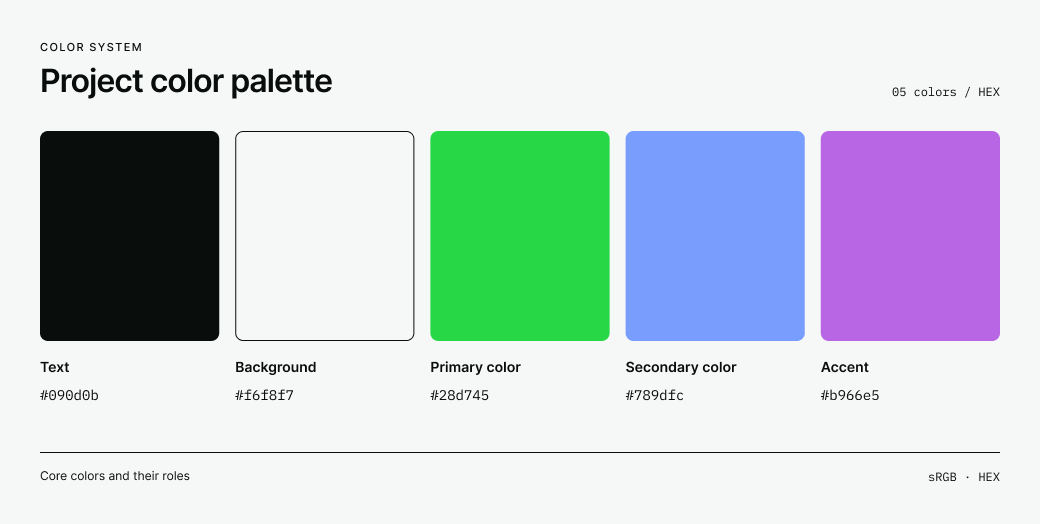 COLOR SYSTEM
Project color palette
05 colors / HEX
Text
#090d0b
Background
#f6f8f7
Primary color
#28d745
Secondary color
#789dfc
Accent
#b966e5
Core colors and their roles
sRGB · HEX